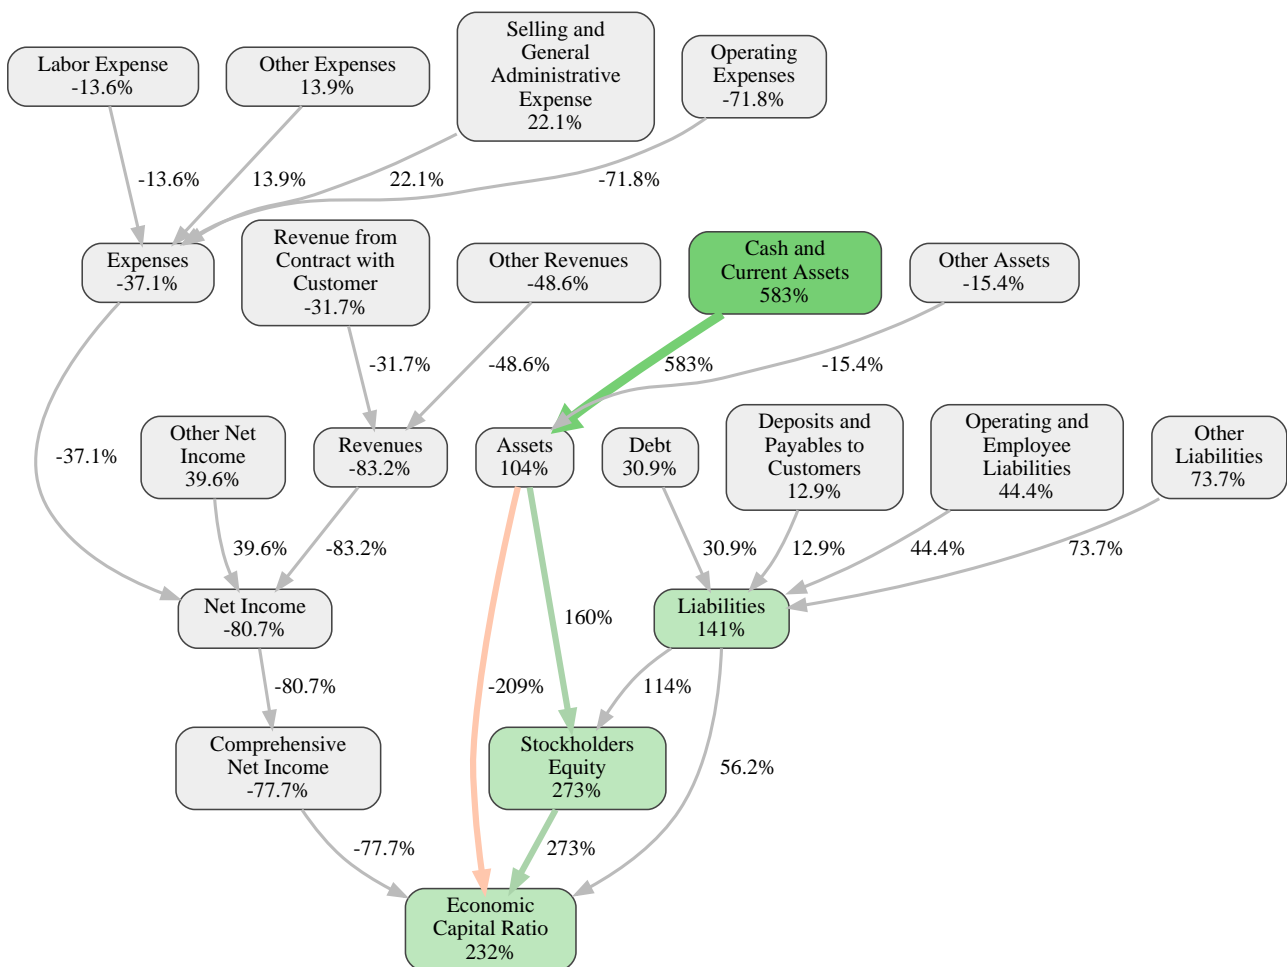 Labor Expense
-13.6%
Other Expenses
13.9%
Selling and
General
Administrative
Expense
22.1%
Operating
Expenses
-71.8%
-13.6%
13.9%
22.1%
-71.8%
Expenses
-37.1%
Revenue from
Contract with
Customer
-31.7%
Other Revenues
-48.6%
Cash and
Current Assets
583%
Other Assets
-15.4%
-31.7%
-48.6%
583%
-15.4%
-37.1%
Other Net
Income
39.6%
Revenues
-83.2%
Assets
104%
Debt
30.9%
Deposits and
Payables to
Customers
12.9%
Operating and
Employee
Liabilities
44.4%
Other
Liabilities
73.7%
39.6%
-83.2%
30.9%
12.9%
44.4%
73.7%
Net Income
-80.7%
160%
Liabilities
141%
-80.7%
-209%
114%
Comprehensive
Net Income
-77.7%
Stockholders
Equity
273%
56.2%
-77.7%
273%
Economic
Capital Ratio
232%